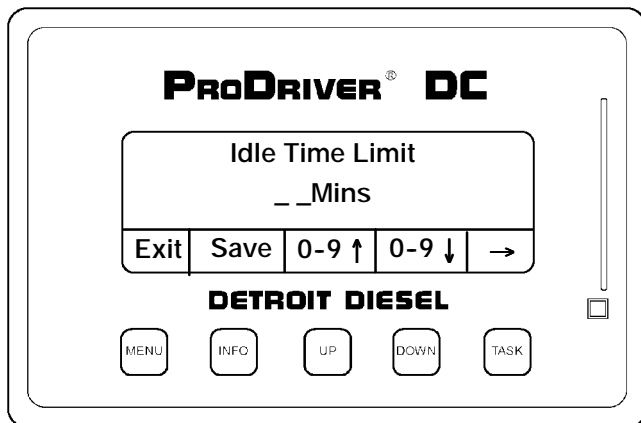 PRODRIVER® DC
Idle Time Limit
_ _Mins
Exit Save 0-9 ↑ 0-9 ↓ →
DETROIT DIESEL
MENU INFO UP DOWN TASK